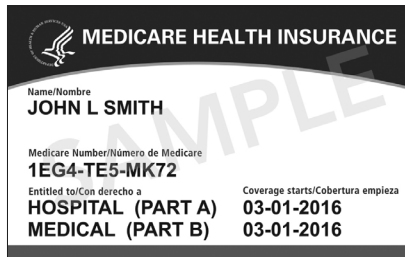 MEDICARE HEALTH INSURANCE
Name/Nombre
JOHN L SMITH
Medicare Number/Número de Medicare
1EG4-TE5-MK72
Entitled to/Con derecho a
HOSPITAL (PART A)
MEDICAL (PART B)
Coverage starts/Cobertura empieza
03-01-2016
03-01-2016
SAMPLE